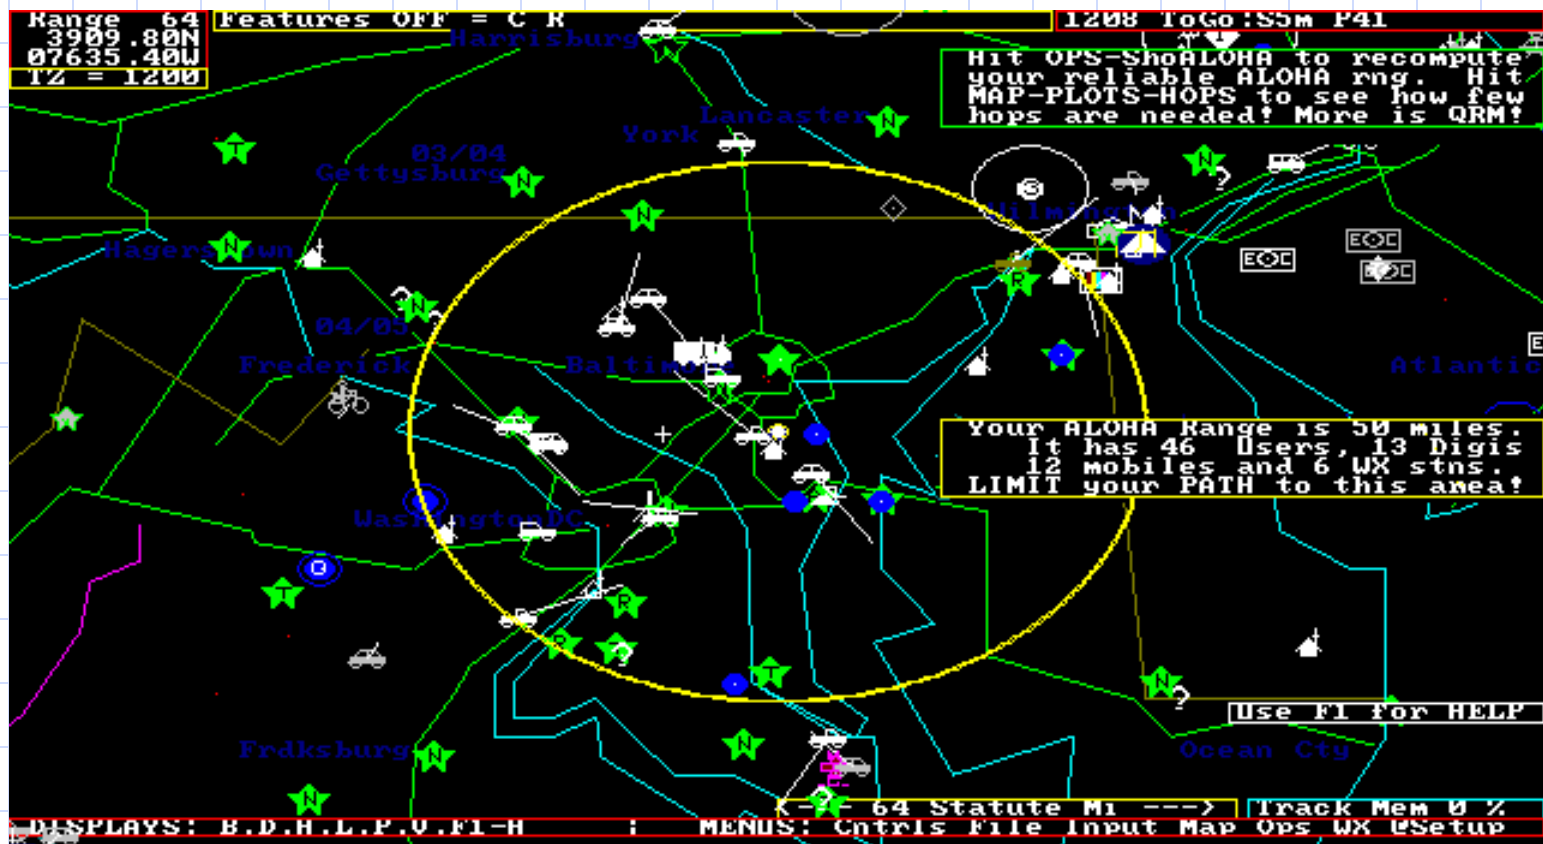 Range 64
3909.80N
07635.40W
TZ = 1200
Features OFF = C R
1208 ToGo:S5m P41
Hit OPS-ShoALOHA to recompute
your reliable ALOHA rng. Hit
MAP-PLOTS-HOPS to see how few
hops are needed! More is QRM!
Harrisburg
Lancaster
York
03/04
Gettysburg
Wilmington
Hagerstown
EOC
EOC
EOC
04/05
Frederick
Baltimore
Atlantic
Your ALOHA Range is 50 miles.
It has 46 Users, 13 Digis
12 mobiles and 6 WX stns.
LIMIT your PATH to this area!
WashingtonDC
Use F1 for HELP
Frdksburg
Ocean Cty
<--- 64 Statute Mi --->
Track Mem 0 %
DISPLAYS: B.D.H.L.P.V.F1-H : MENUS: Cntrls File Input Map Ops WX @Setup